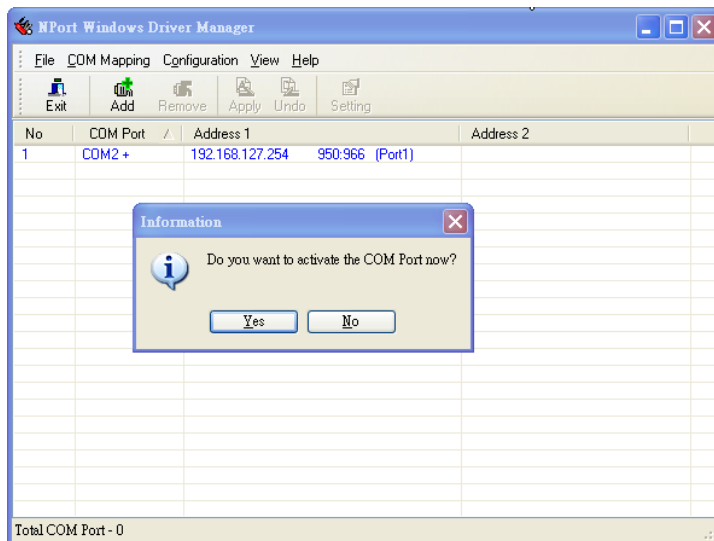 NPort Windows Driver Manager
File COM Mapping Configuration View Help
Exit Add Remove Apply Undo Setting
No COM Port Address 1 Address 2
1 COM2 + 192.168.127.254 950:966 (Port1)
Information
Do you want to activate the COM Port now?
Yes No
Total COM Port - 0